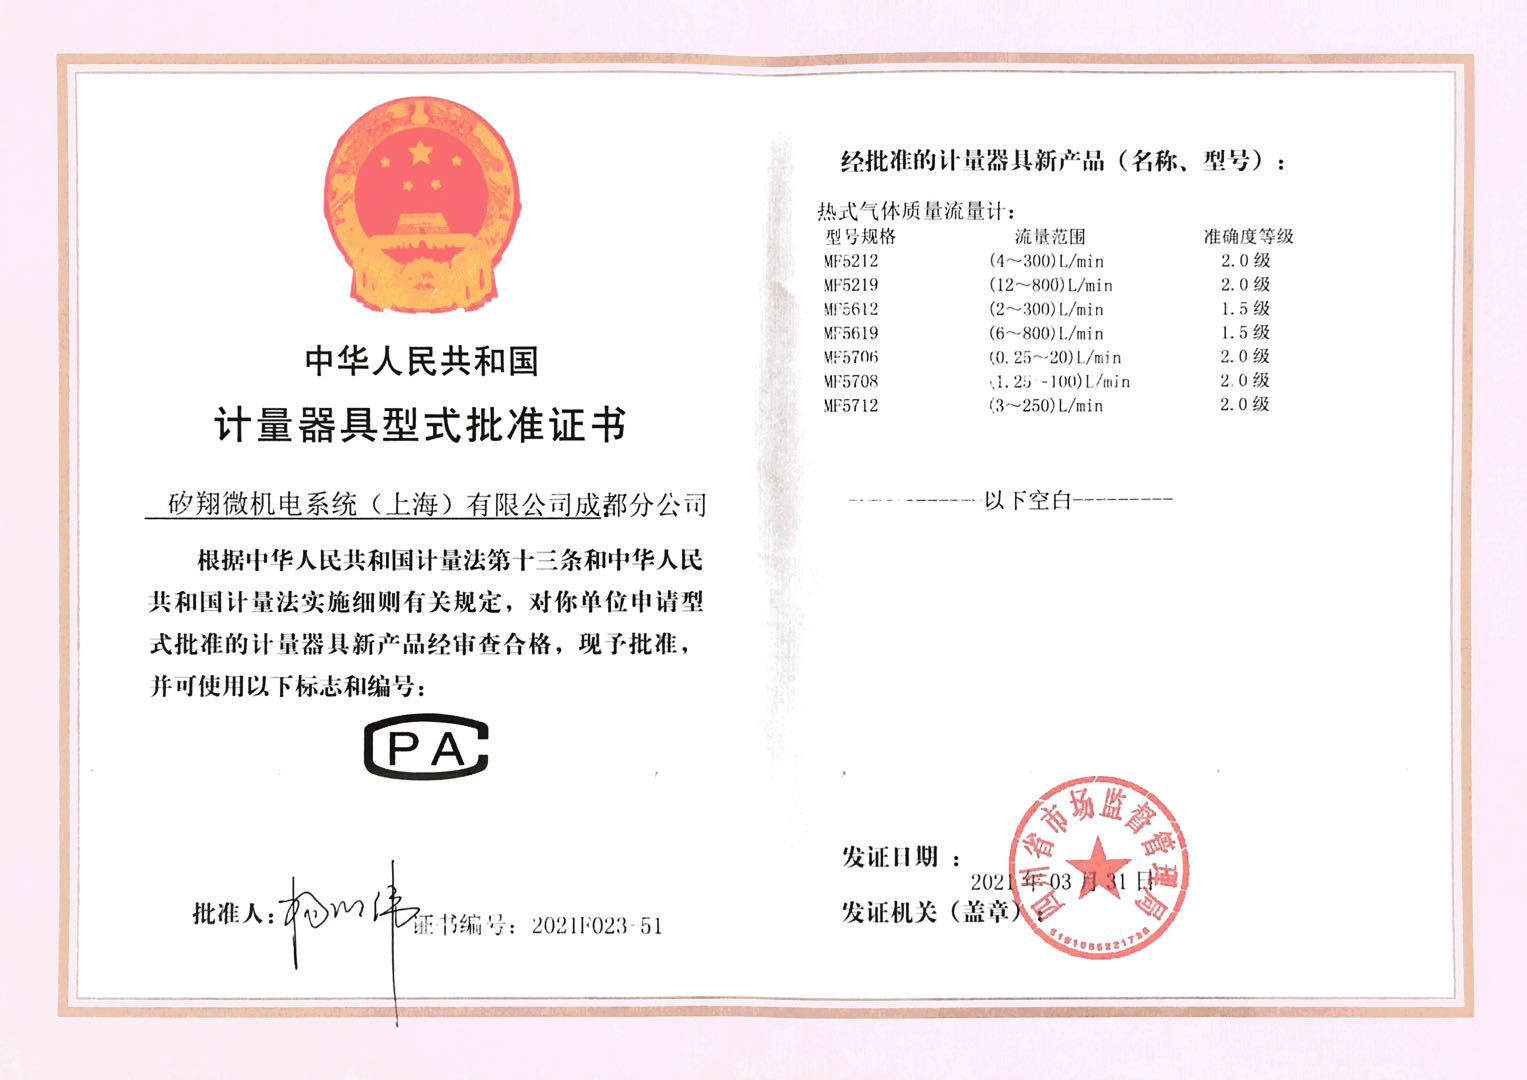 中华人民共和国
计量器具型式批准证书
矽翔微机电系统（上海）有限公司成都分公司
根据中华人民共和国计量法第十三条和中华人民
共和国计量法实施细则有关规定，对你单位申请型
式批准的计量器具新产品经审查合格，现予批准，
并可使用以下标志和编号：
CPA
批准人：
证书编号：2021F023-51
经批准的计量器具新产品（名称、型号）：
热式气体质量流量计：
型号规格 流量范围 准确度等级
MF5212 (4～300)L/min 2.0级
MF5219 (12～800)L/min 2.0级
MF5612 (2～300)L/min 1.5级
MF5619 (6～800)L/min 1.5级
MF5706 (0.25～20)L/min 2.0级
MF5708 (1.25～100)L/min 2.0级
MF5712 (3～250)L/min 2.0级
------------以下空白---------
发证日期：
2021年03月31日
发证机关（盖章）：
四川省市场监督管理局